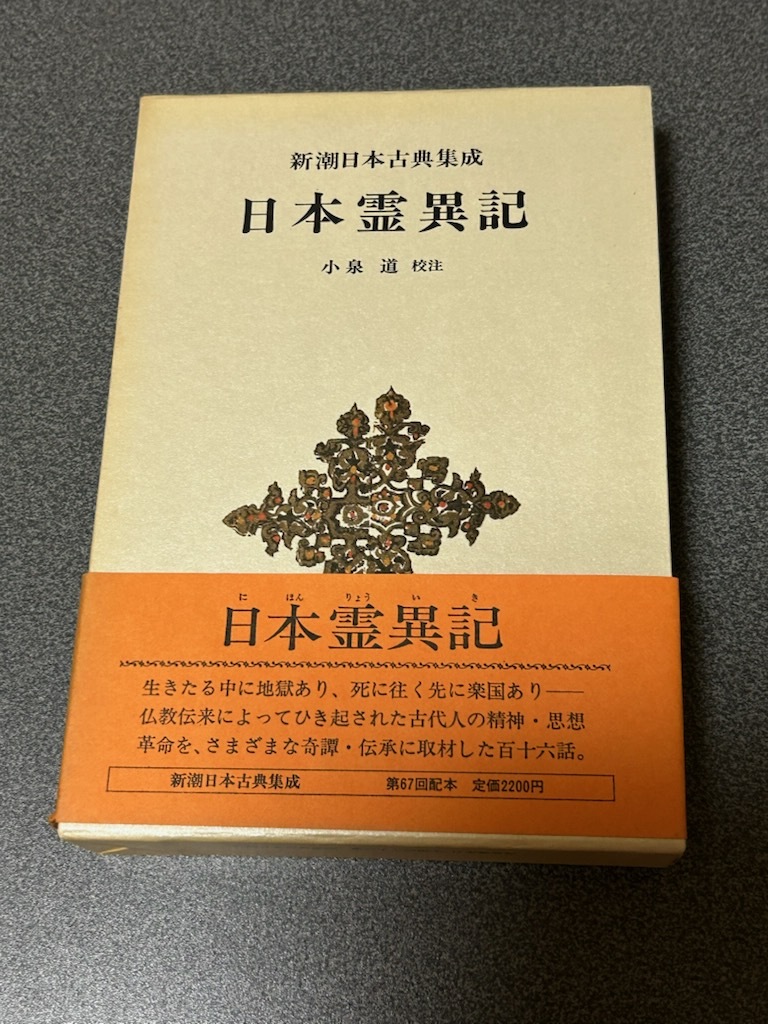 新潮日本古典集成
日本霊異記
小泉 道 校注
に ほん りょう い き
日本霊異記
生きたる中に地獄あり、死に往く先に楽国あり――
仏教伝来によってひき起された古代人の精神・思想
革命を、さまざまな奇譚・伝承に取材した百十六話。
新潮日本古典集成 第67回配本 定価2200円